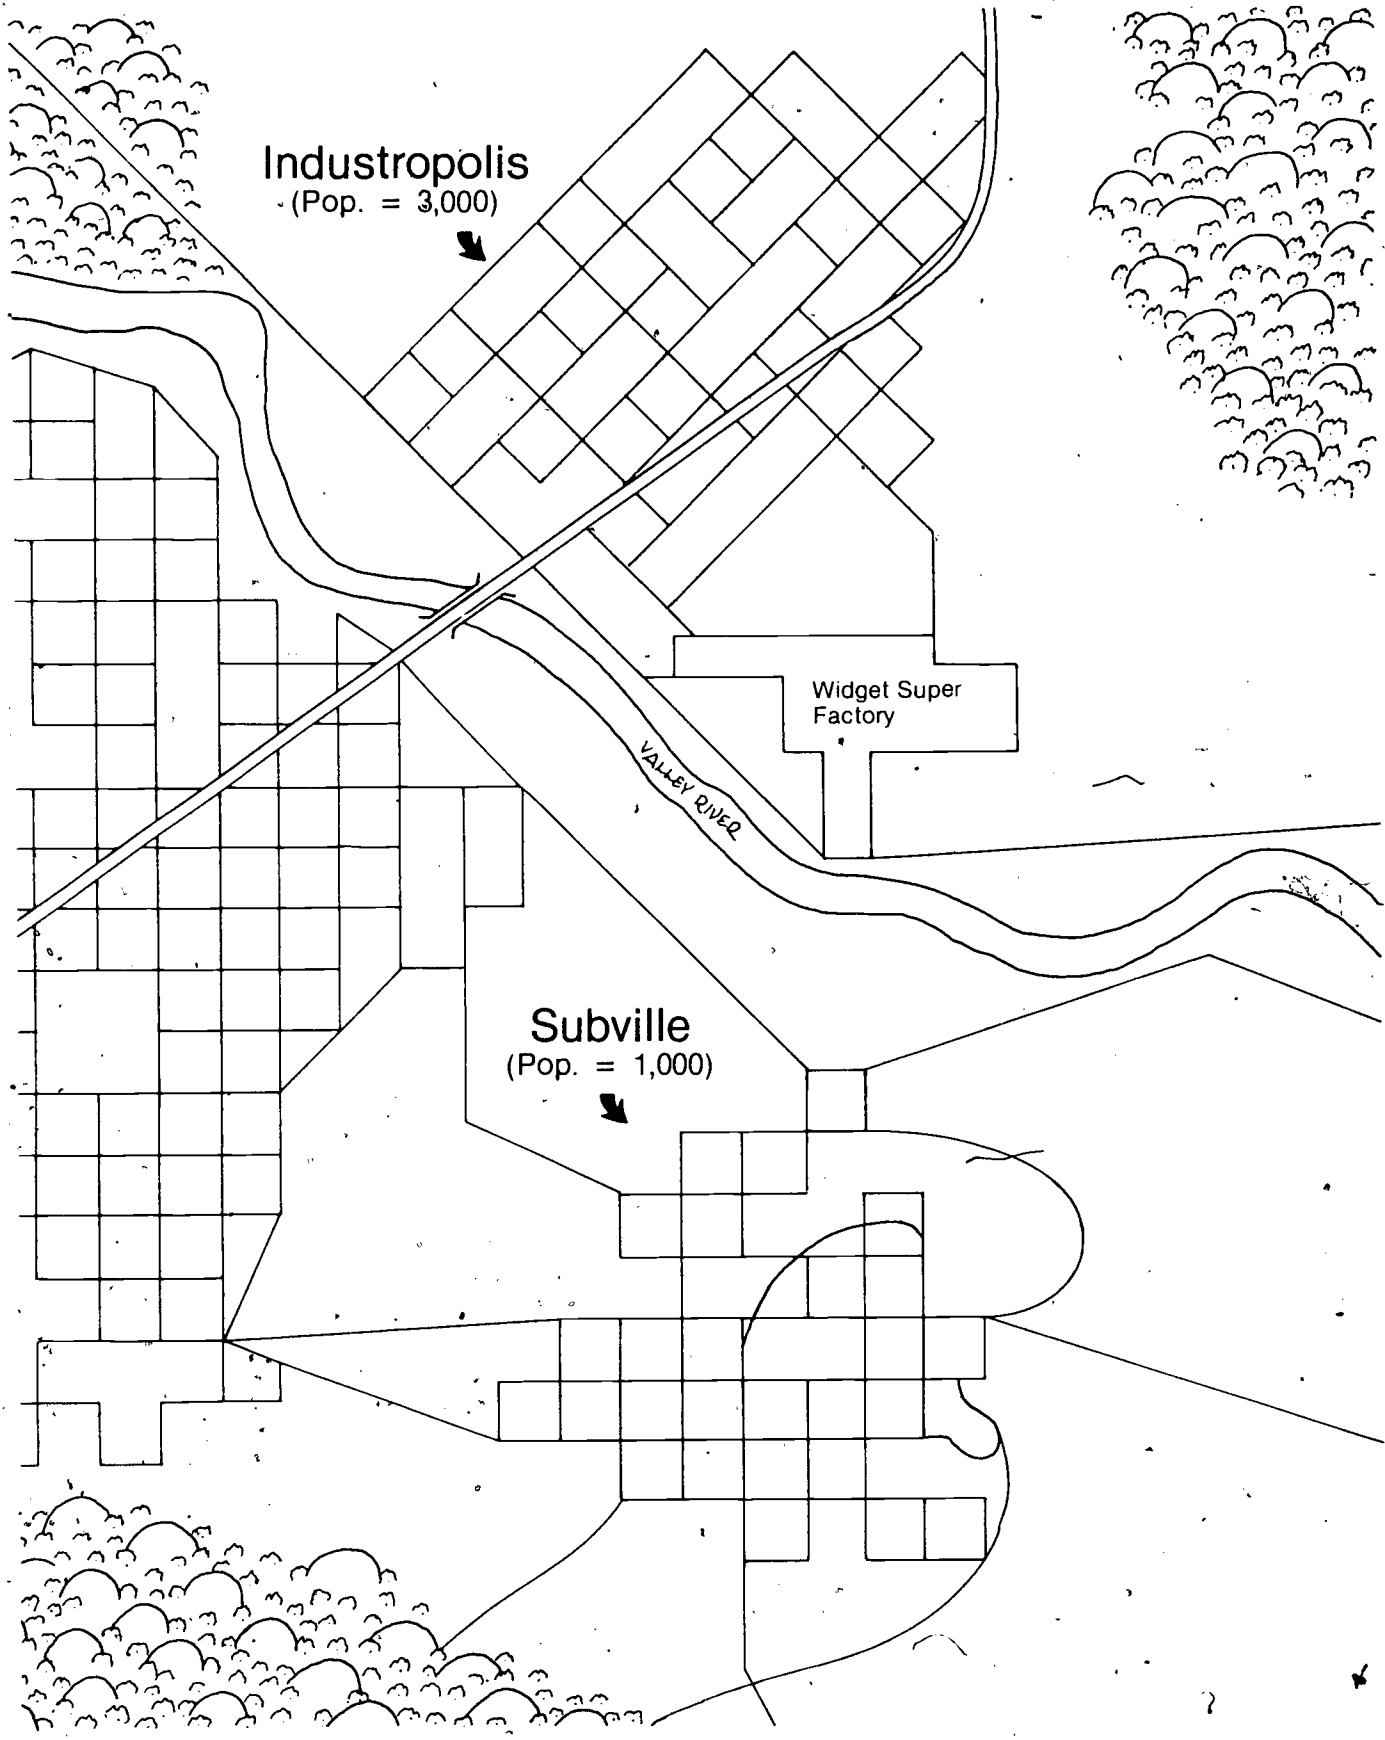 Industropolis
(Pop. = 3,000)
Widget Super
Factory
VALLEY RIVER
Subville
(Pop. = 1,000)